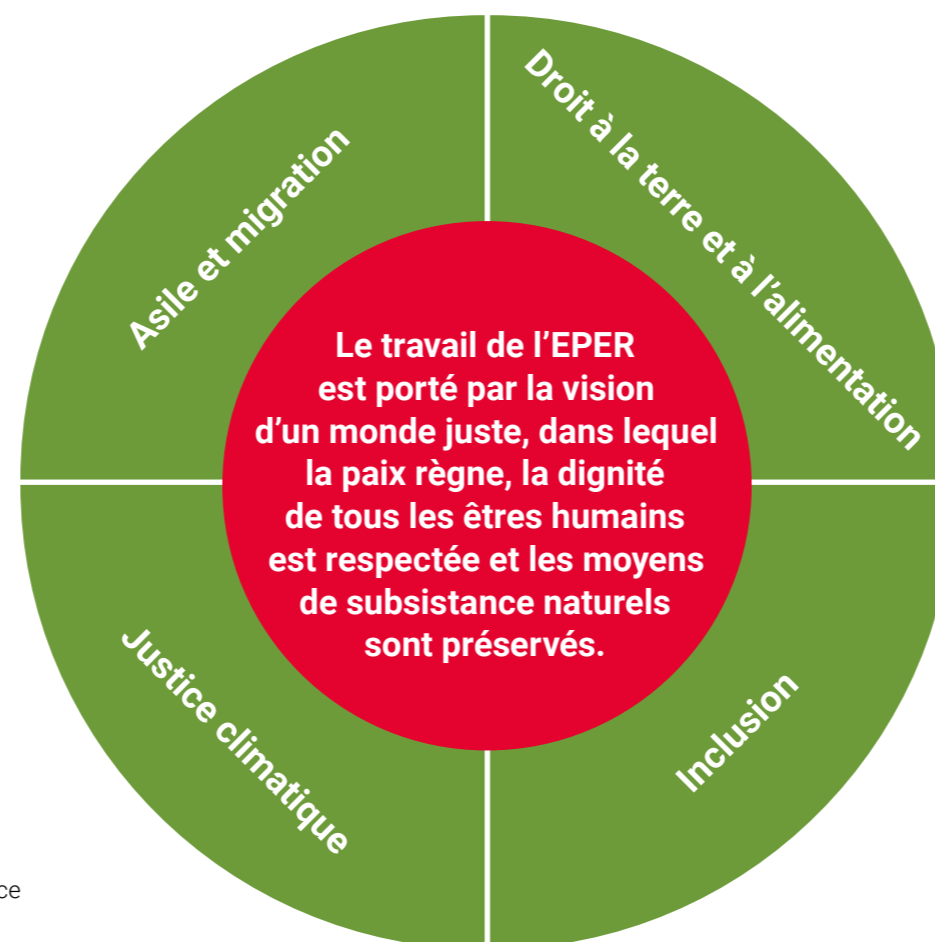 Asile et migration
Droit à la terre et à l’alimentation
Le travail de l’EPER
est porté par la vision
d’un monde juste, dans lequel
la paix règne, la dignité
de tous les êtres humains
est respectée et les moyens
de subsistance naturels
sont préservés.
Justice climatique
Inclusion
ce